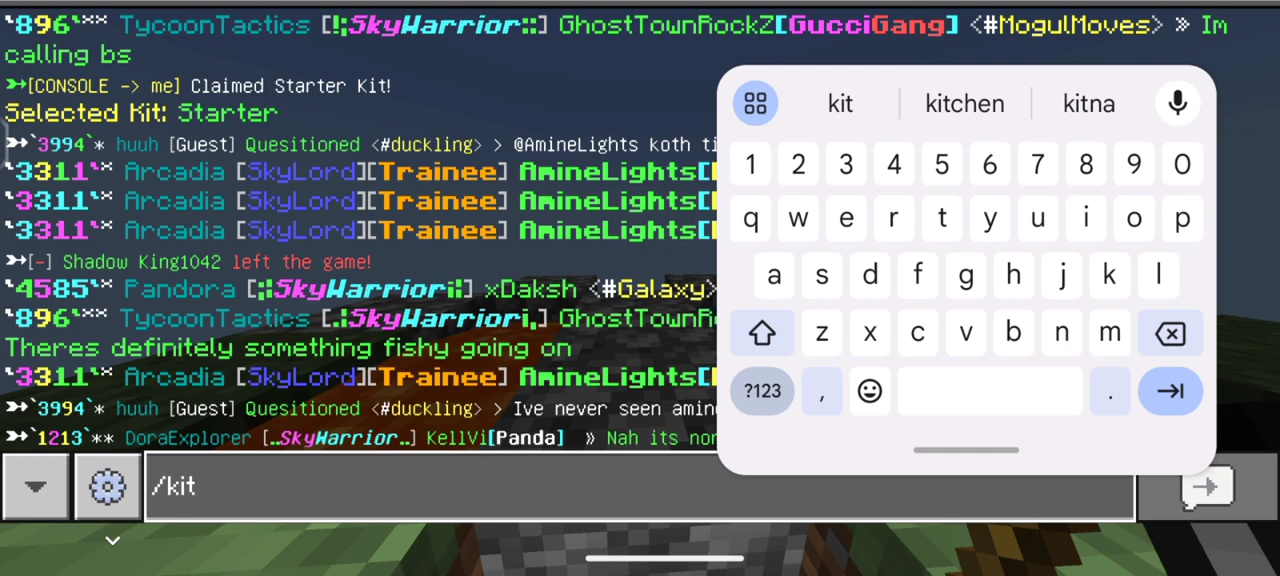 '896'** TycoonTactics [!¡SkyWarrior::] GhostTownRockZ[GucciGang] <#MogulMoves> » Im
calling bs
[CONSOLE -> me] Claimed Starter Kit!
Selected Kit: Starter
`3994`* huuh [Guest] Quesitioned <#duckling> > @AmineLights koth ti
'3311'* Arcadia [SkyLord][Trainee] AmineLights[
'3311'* Arcadia [SkyLord][Trainee] AmineLights[
'3311'* Arcadia [SkyLord][Trainee] AmineLights[
[-] Shadow King1042 left the game!
'4585'* Pandora [¡SkyWarrior¡] xDaksh <#Galaxy>
'896'** TycoonTactics [.¡SkyWarrior¡.] GhostTownR
Theres definitely something fishy going on
'3311'* Arcadia [SkyLord][Trainee] AmineLights[
`3994`* huuh [Guest] Quesitioned <#duckling> > Ive never seen amin
`1213`** DoraExplorer [..SkyWarrior..] KellVi[Panda] » Nah its nor
/kit
kit kitchen kitna
1 2 3 4 5 6 7 8 9 0
q w e r t y u i o p
a s d f g h j k l
z x c v b n m
?123 , .